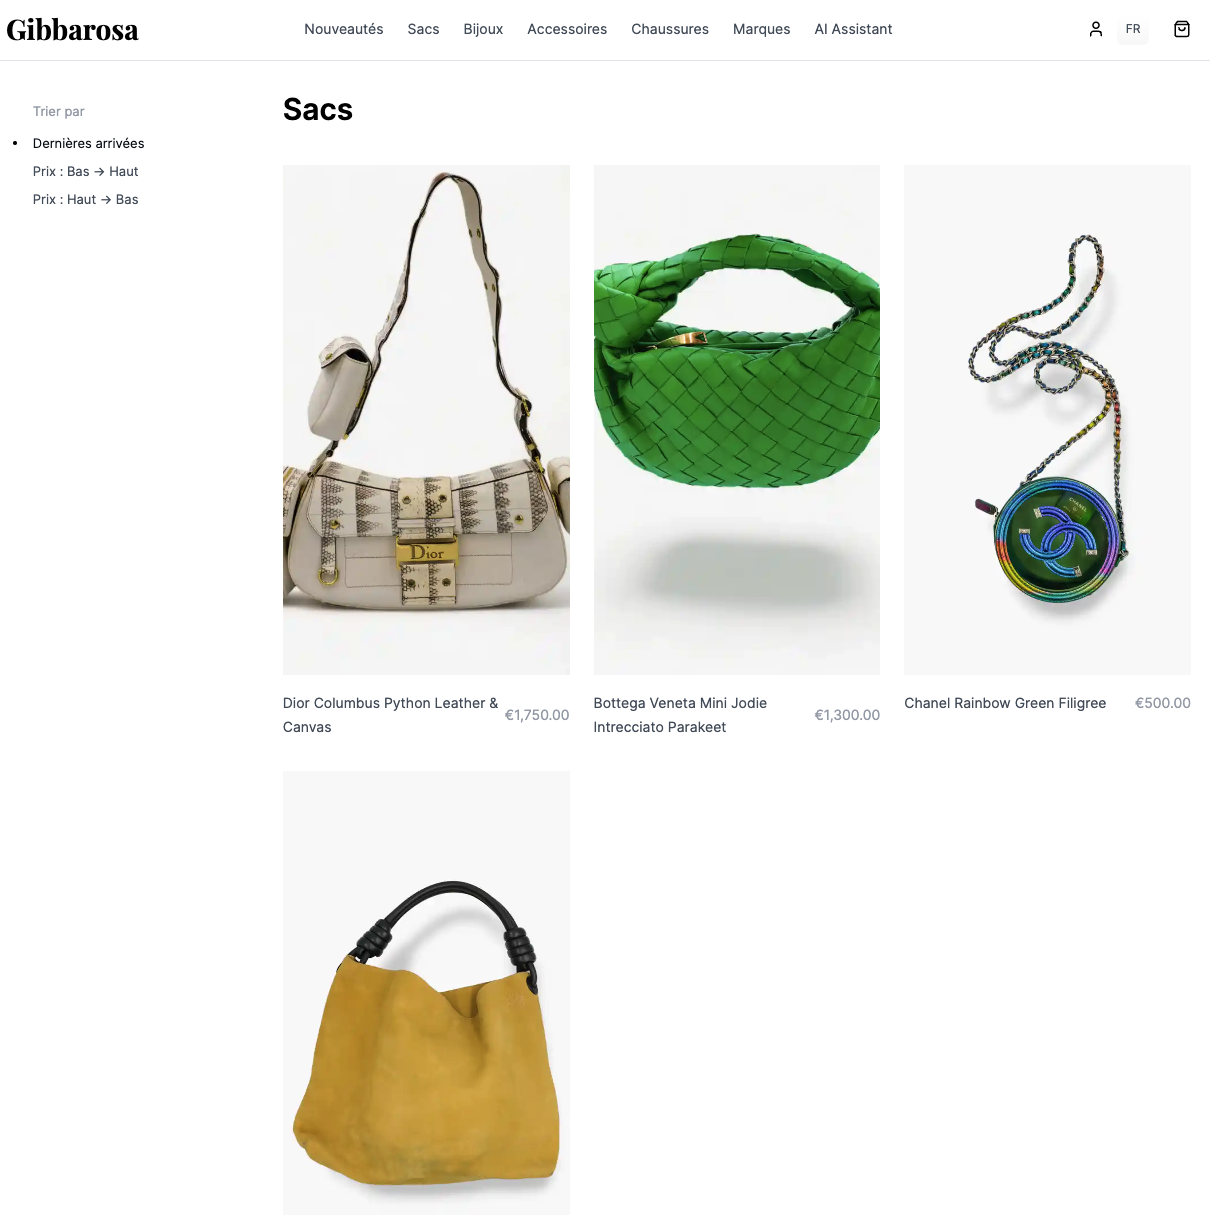 Gibbarosa
Nouveautés Sacs Bijoux Accessoires Chaussures Marques AI Assistant
FR
Trier par
Dernières arrivées
Prix : Bas → Haut
Prix : Haut → Bas
Sacs
Dior
CHANEL
Dior Columbus Python Leather &
Canvas
€1,750.00
Bottega Veneta Mini Jodie
Intrecciato Parakeet
€1,300.00
Chanel Rainbow Green Filigree
€500.00